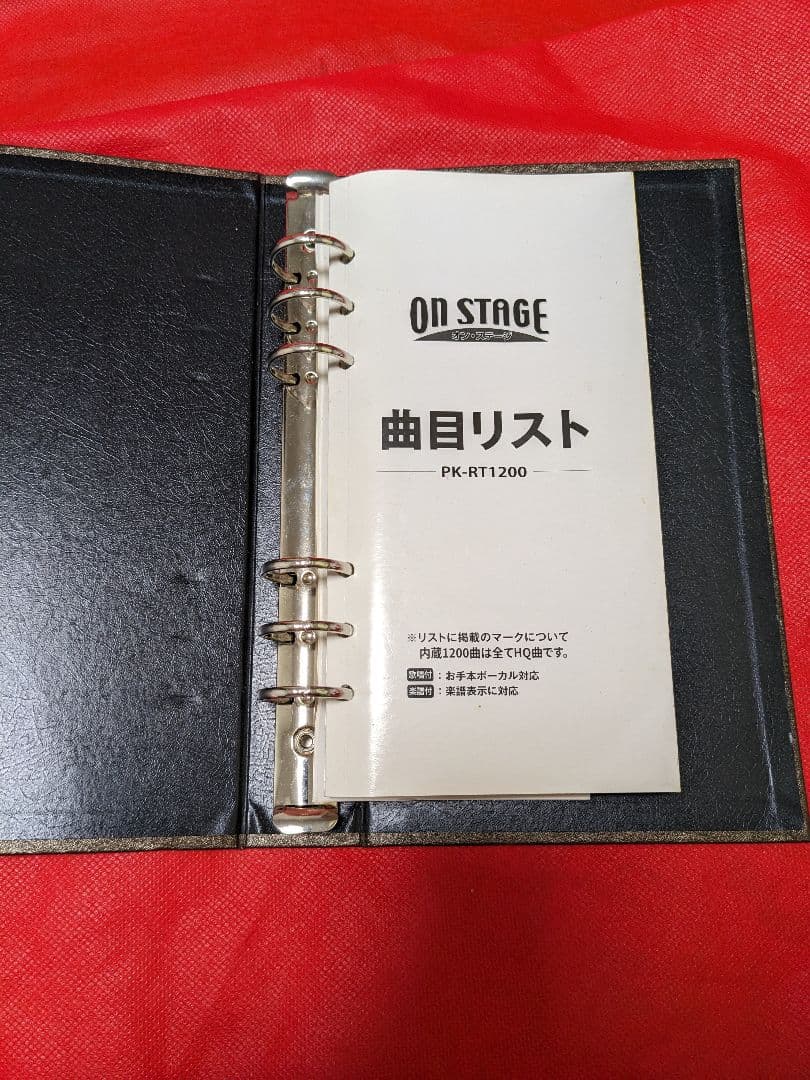 ON STAGE
オン・ステージ
曲目リスト
PK-RT1200
※リストに掲載のマークについて
内蔵1200曲は全てHQ曲です。
歌唱付：お手本ボーカル対応
楽譜付：楽譜表示に対応